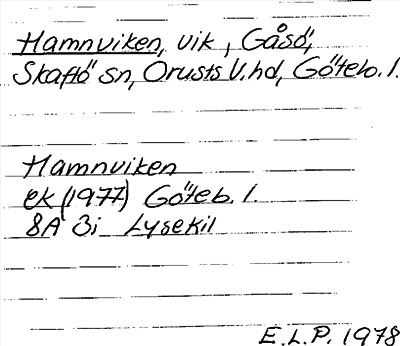 Hamnviken, vik, Gåsö,
Skaftö sn, Orusts V. hd, Göteb. l.
Hamnviken
ek (1977) Göteb. l.
8A 3i Lysekil
E.L.P. 1978